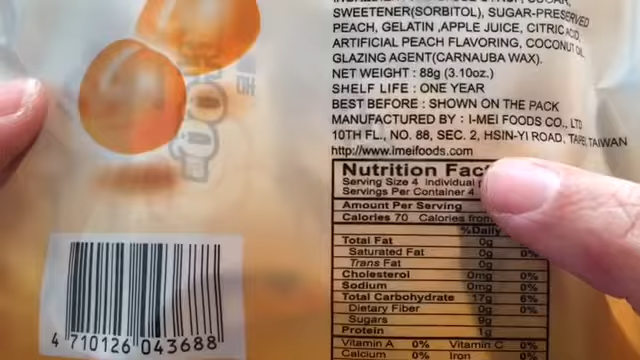 SWEETENER(SORBITOL), SUGAR-PRESERVED
PEACH, GELATIN ,APPLE JUICE, CITRIC ACID,
ARTIFICIAL PEACH FLAVORING, COCONUT OIL
GLAZING AGENT(CARNAUBA WAX).
NET WEIGHT : 88g (3.10oz.)
SHELF LIFE : ONE YEAR
BEST BEFORE : SHOWN ON THE PACK
MANUFACTURED BY : I-MEI FOODS CO., LTD
10TH FL., NO. 88, SEC. 2, HSIN-YI ROAD, TAIPEI, TAIWAN
http://www.imeifoods.com
Nutrition Fac
Serving Size 4 individual
Servings Per Container 4
Amount Per Serving
Calories 70 Calories from
%Daily
Total Fat 0g
Saturated Fat 0g 0%
Trans Fat 0g
Cholesterol 0mg 0%
Sodium 0mg 0%
Total Carbohydrate 17g 6%
Dietary Fiber 0g 0%
Sugars 9g
Protein 1g
Vitamin A 0% Vitamin C 0%
Calcium 0% Iron 0%
4 710126 043688